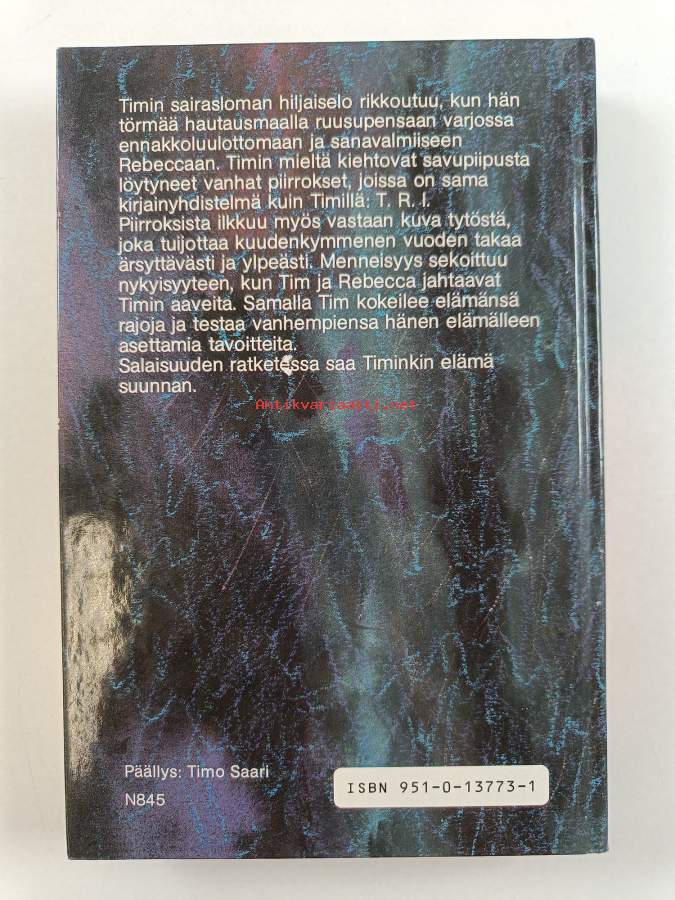 Timin sairasloman hiljaiselo rikkoutuu, kun hän
törmää hautausmaalla ruusupensaan varjossa
ennakkoluulottomaan ja sanavalmiiseen
Rebeccaan. Timin mieltä kiehtovat savupiipusta
löytyneet vanhat piirrokset, joissa on sama
kirjainyhdistelmä kuin Timillä: T. R. I.
Piirroksista ilkkuu myös vastaan kuva tytöstä,
joka tuijottaa kuudenkymmenen vuoden takaa
ärsyttävästi ja ylpeästi. Menneisyys sekoittuu
nykyisyyteen, kun Tim ja Rebecca jahtaavat
Timin aaveita. Samalla Tim kokeilee elämänsä
rajoja ja testaa vanhempiensa hänen elämälleen
asettamia tavoitteita.
Salaisuuden ratketessa saa Timinkin elämä
suunnan.
Antikvariaatti.net
Päällys: Timo Saari
N845
ISBN 951-0-13773-1